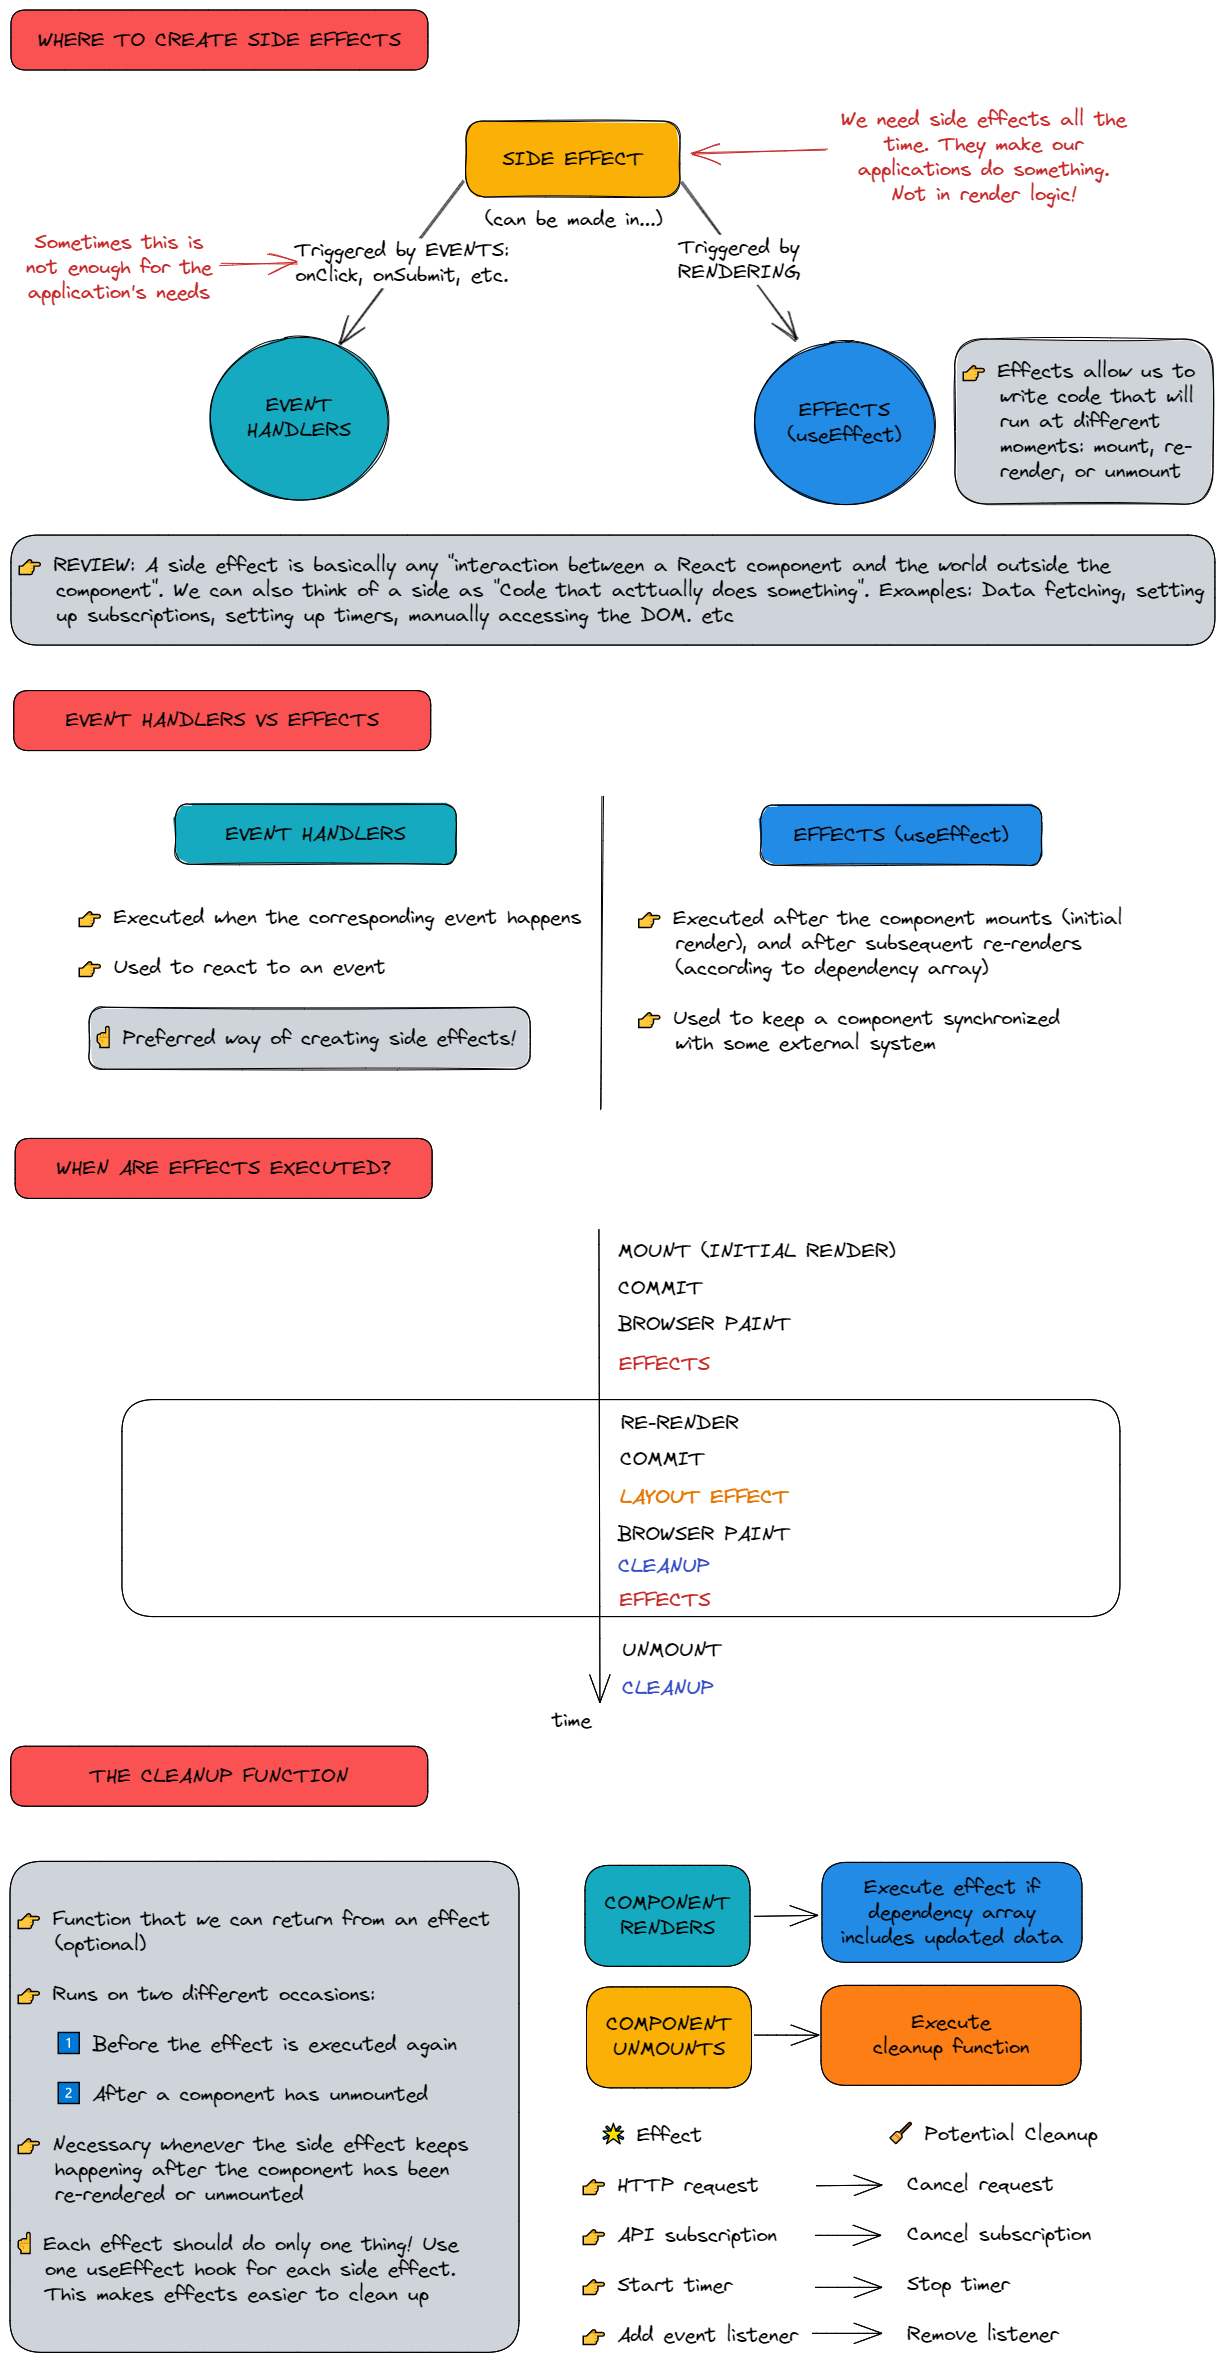 WHERE TO CREATE SIDE EFFECTS
We need side effects all the
time. They make our
applications do something.
Not in render logic!
SIDE EFFECT
(can be made in...)
Sometimes this is
not enough for the
application's needs
Triggered by EVENTS:
onClick, onSubmit, etc.
Triggered by
RENDERING
EVENT
HANDLERS
EFFECTS
(useEffect)
👉 Effects allow us to
write code that will
run at different
moments: mount, re-
render, or unmount
👉 REVIEW: A side effect is basically any "interaction between a React component and the world outside the
component". We can also think of a side as "Code that acttually does something". Examples: Data fetching, setting
up subscriptions, setting up timers, manually accessing the DOM. etc
EVENT HANDLERS VS EFFECTS
EVENT HANDLERS
👉 Executed when the corresponding event happens
👉 Used to react to an event
☝ Preferred way of creating side effects!
EFFECTS (useEffect)
👉 Executed after the component mounts (initial
render), and after subsequent re-renders
(according to dependency array)
👉 Used to keep a component synchronized
with some external system
WHEN ARE EFFECTS EXECUTED?
MOUNT (INITIAL RENDER)
COMMIT
BROWSER PAINT
EFFECTS
RE-RENDER
COMMIT
LAYOUT EFFECT
BROWSER PAINT
CLEANUP
EFFECTS
UNMOUNT
CLEANUP
time
THE CLEANUP FUNCTION
👉 Function that we can return from an effect
(optional)
👉 Runs on two different occasions:
1 Before the effect is executed again
2 After a component has unmounted
👉 Necessary whenever the side effect keeps
happening after the component has been
re-rendered or unmounted
☝ Each effect should do only one thing! Use
one useEffect hook for each side effect.
This makes effects easier to clean up
COMPONENT
RENDERS
Execute effect if
dependency array
includes updated data
COMPONENT
UNMOUNTS
Execute
cleanup function
Effect
Potential Cleanup
👉 HTTP request
Cancel request
👉 API subscription
Cancel subscription
👉 Start timer
Stop timer
👉 Add event listener
Remove listener